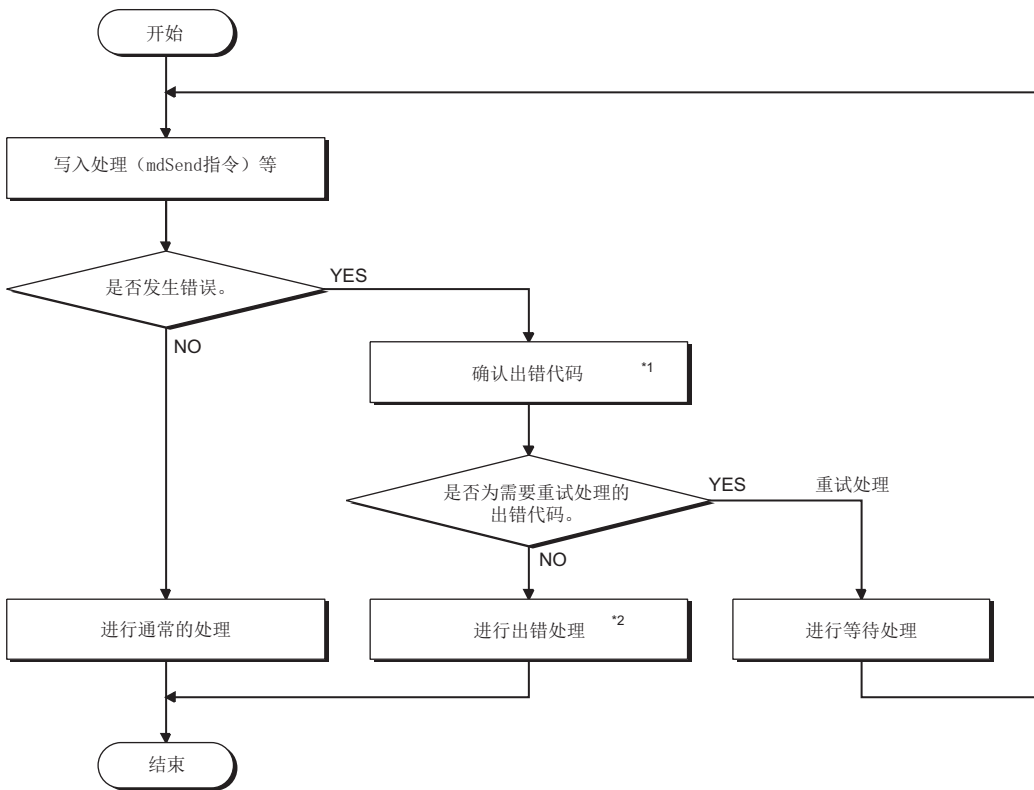 开始
写入处理（mdSend指令）等
是否发生错误。
YES
NO
确认出错代码 *1
是否为需要重试处理的
出错代码。
YES
重试处理
NO
进行通常的处理
进行出错处理 *2
进行等待处理
结束